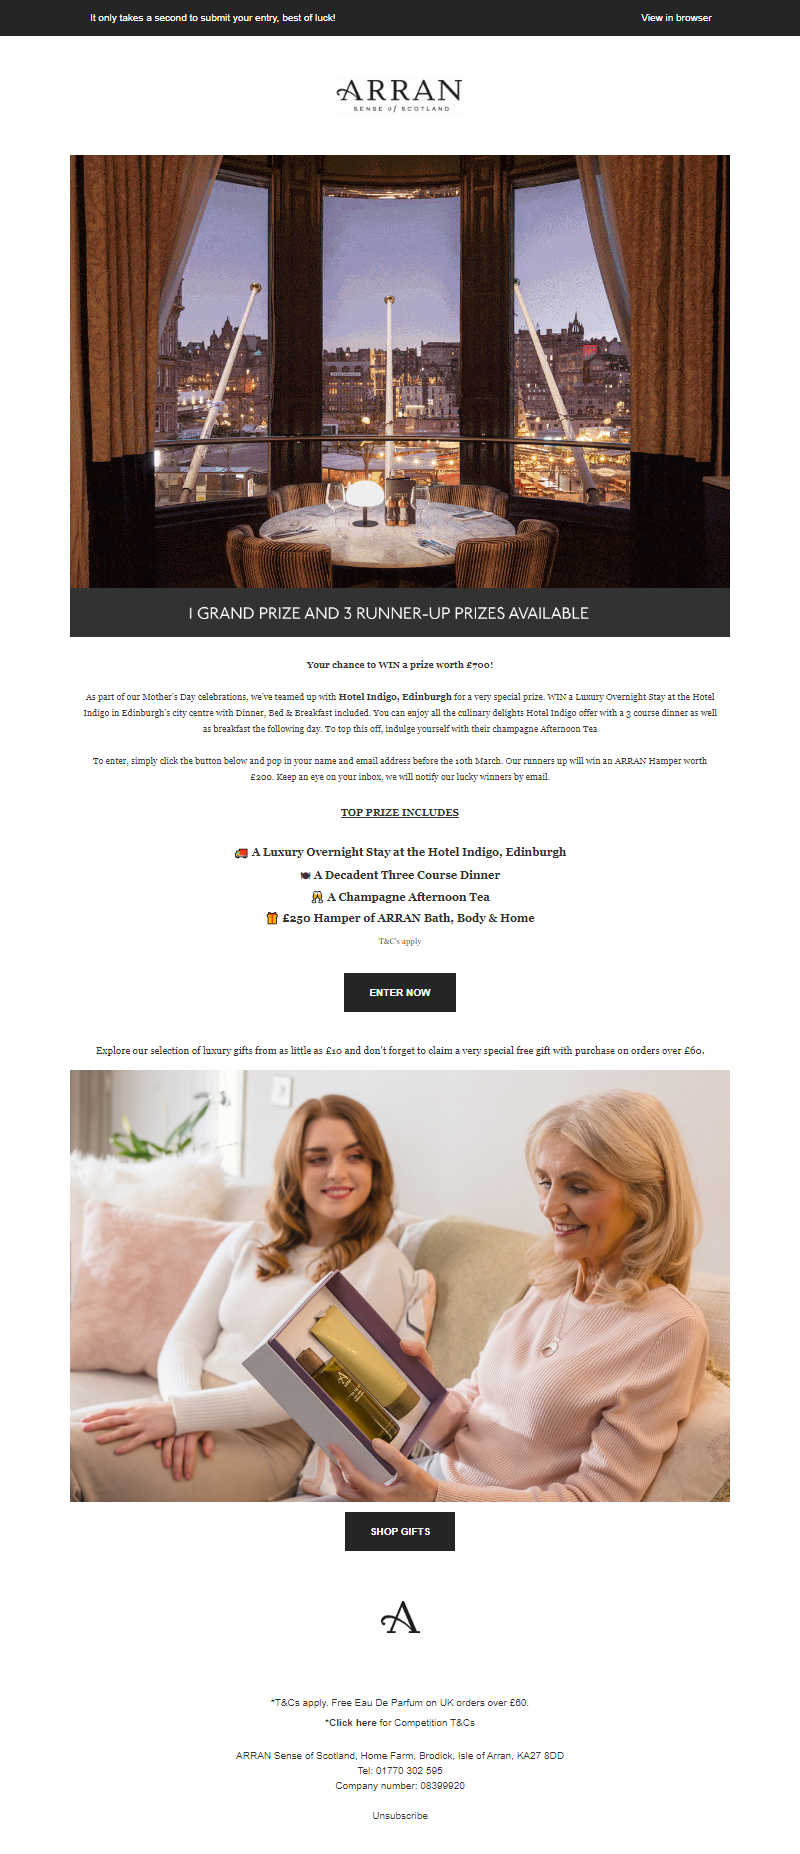 It only takes a second to submit your entry, best of luck!
View in browser
ARRAN
SENSE of SCOTLAND
1 GRAND PRIZE AND 3 RUNNER-UP PRIZES AVAILABLE
Your chance to WIN a prize worth £700!
As part of our Mother's Day celebrations, we've teamed up with Hotel Indigo, Edinburgh for a very special prize. WIN a Luxury Overnight Stay at the Hotel
Indigo in Edinburgh's city centre with Dinner, Bed & Breakfast included. You can enjoy all the culinary delights Hotel Indigo offer with a 3 course dinner as well
as breakfast the following day. To top this off, indulge yourself with their champagne Afternoon Tea
To enter, simply click the button below and pop in your name and email address before the 10th March. Our runners up will win an ARRAN Hamper worth
£200. Keep an eye on your inbox, we will notify our lucky winners by email.
TOP PRIZE INCLUDES
🚚 A Luxury Overnight Stay at the Hotel Indigo, Edinburgh
🍽 A Decadent Three Course Dinner
🥂 A Champagne Afternoon Tea
🎁 £250 Hamper of ARRAN Bath, Body & Home
T&C's apply
ENTER NOW
Explore our selection of luxury gifts from as little as £10 and don't forget to claim a very special free gift with purchase on orders over £60.
SHOP GIFTS
A
*T&Cs apply. Free Eau De Parfum on UK orders over £60.
*Click here for Competition T&Cs
ARRAN Sense of Scotland, Home Farm, Brodick, Isle of Arran, KA27 8DD
Tel: 01770 302 595
Company number: 08399920
Unsubscribe